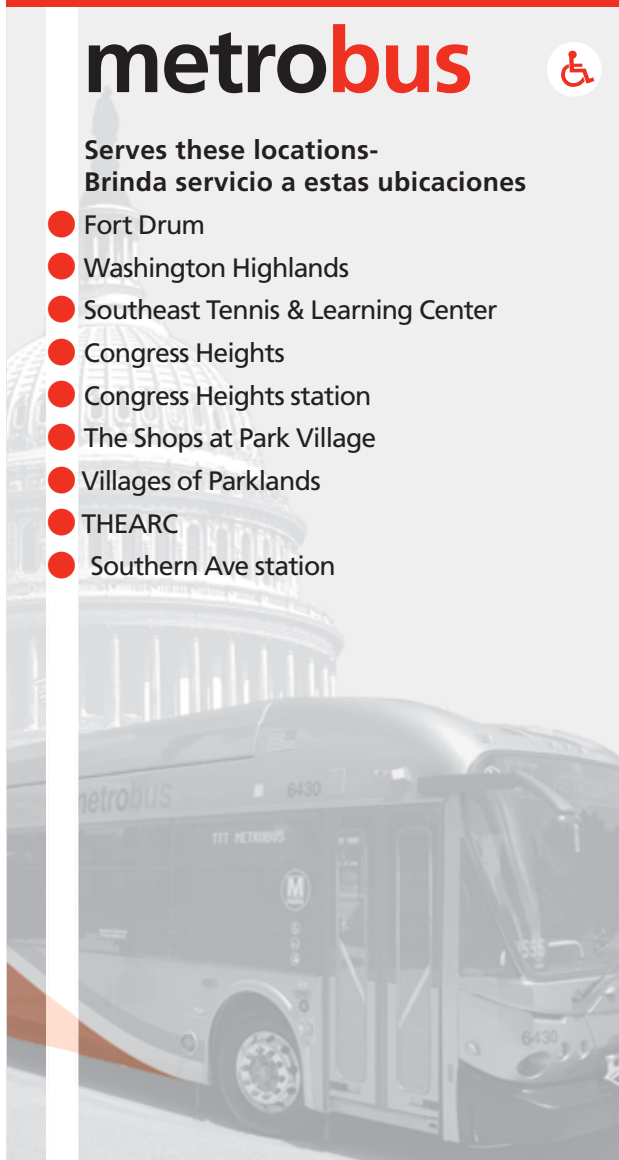 metrobus
Serves these locations-
Brinda servicio a estas ubicaciones
Fort Drum
Washington Highlands
Southeast Tennis & Learning Center
Congress Heights
Congress Heights station
The Shops at Park Village
Villages of Parklands
THEARC
Southern Ave station
metrobus
6430
TYT METROBUS
M
6430